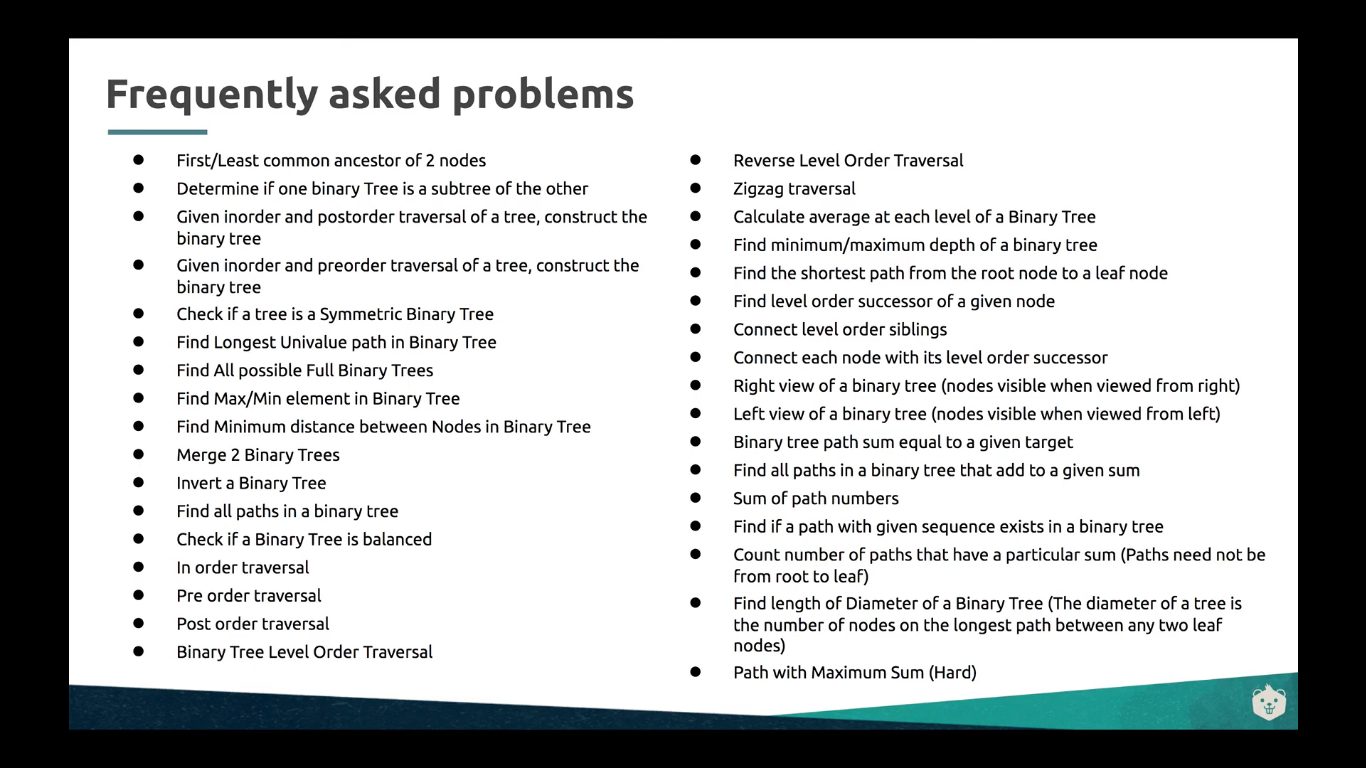 Frequently asked problems
● First/Least common ancestor of 2 nodes
● Determine if one binary Tree is a subtree of the other
● Given inorder and postorder traversal of a tree, construct the
binary tree
● Given inorder and preorder traversal of a tree, construct the
binary tree
● Check if a tree is a Symmetric Binary Tree
● Find Longest Univalue path in Binary Tree
● Find All possible Full Binary Trees
● Find Max/Min element in Binary Tree
● Find Minimum distance between Nodes in Binary Tree
● Merge 2 Binary Trees
● Invert a Binary Tree
● Find all paths in a binary tree
● Check if a Binary Tree is balanced
● In order traversal
● Pre order traversal
● Post order traversal
● Binary Tree Level Order Traversal
● Reverse Level Order Traversal
● Zigzag traversal
● Calculate average at each level of a Binary Tree
● Find minimum/maximum depth of a binary tree
● Find the shortest path from the root node to a leaf node
● Find level order successor of a given node
● Connect level order siblings
● Connect each node with its level order successor
● Right view of a binary tree (nodes visible when viewed from right)
● Left view of a binary tree (nodes visible when viewed from left)
● Binary tree path sum equal to a given target
● Find all paths in a binary tree that add to a given sum
● Sum of path numbers
● Find if a path with given sequence exists in a binary tree
● Count number of paths that have a particular sum (Paths need not be
from root to leaf)
● Find length of Diameter of a Binary Tree (The diameter of a tree is
the number of nodes on the longest path between any two leaf
nodes)
● Path with Maximum Sum (Hard)